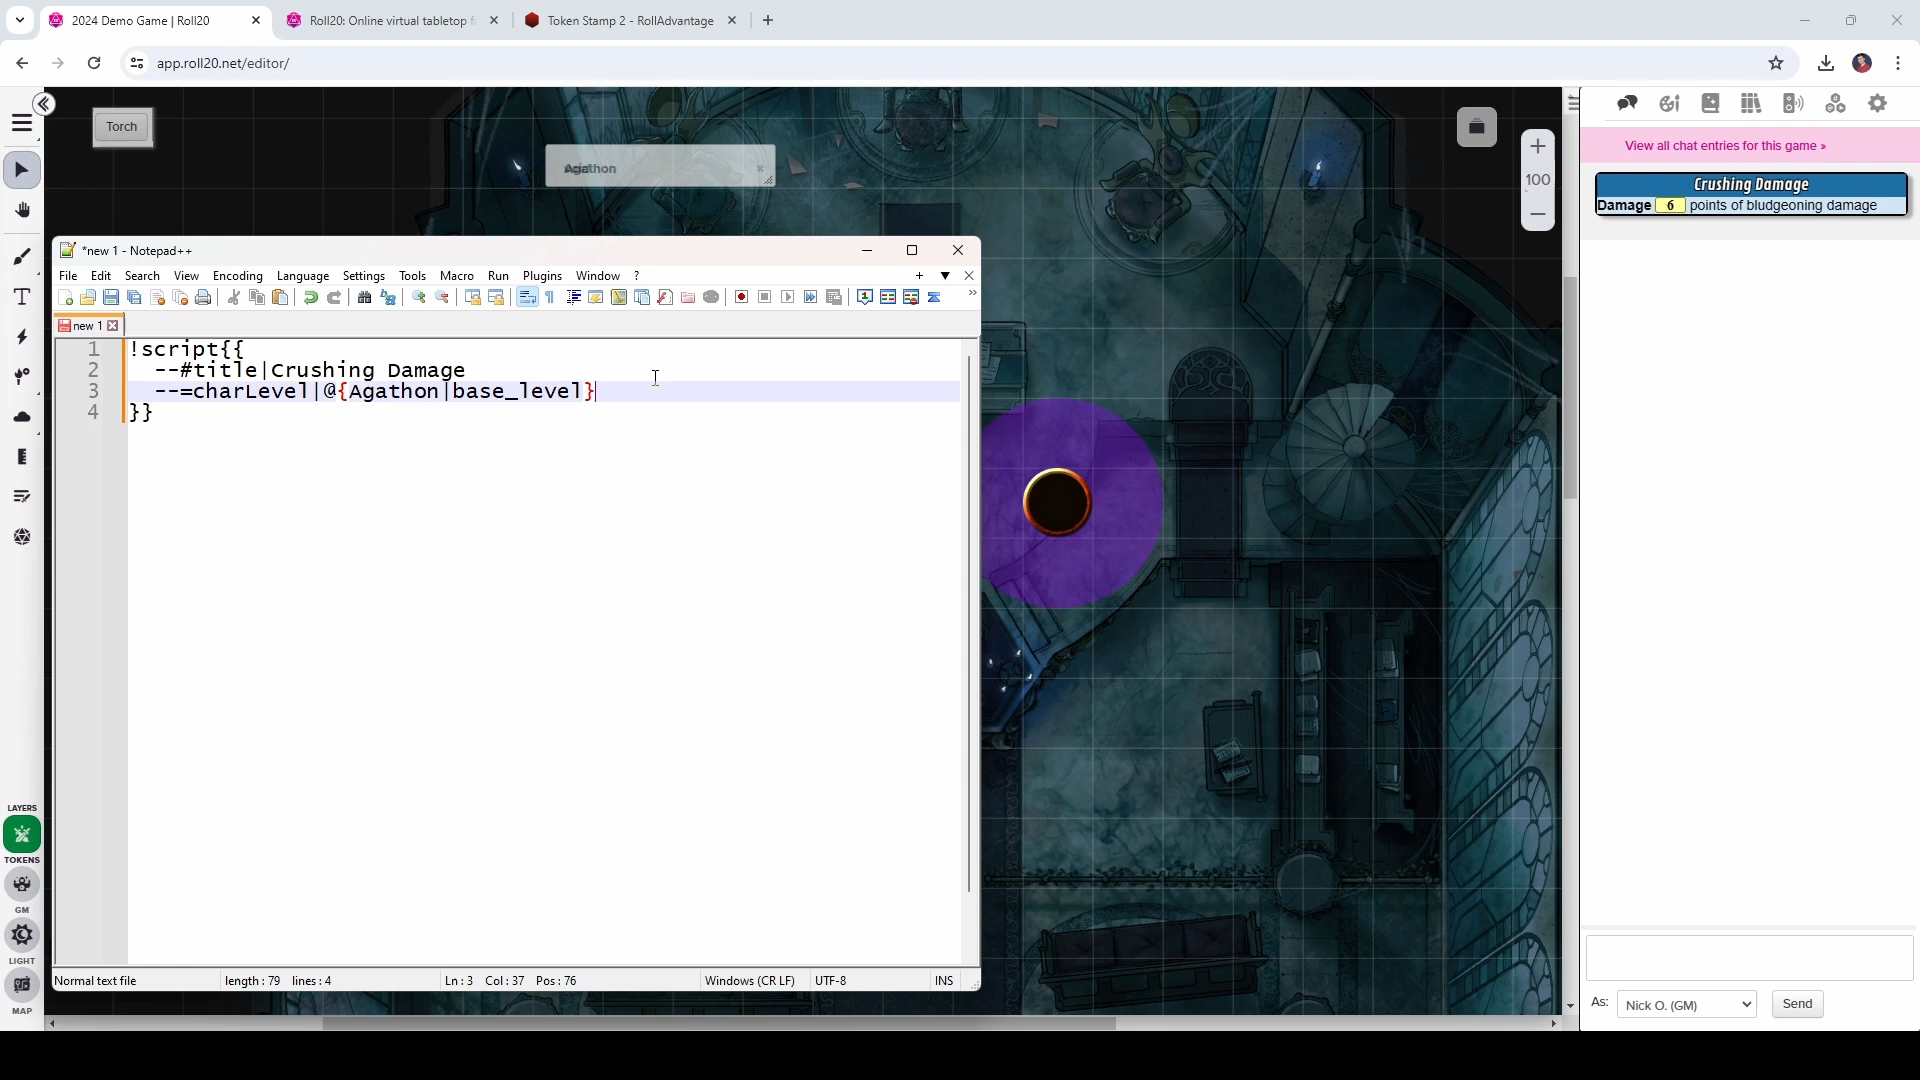 2024 Demo Game | Roll20
Roll20: Online virtual tabletop f
Token Stamp 2 - RollAdvantage
app.roll20.net/editor/
Torch
Agathon
View all chat entries for this game »
100
Crushing Damage
Damage 6 points of bludgeoning damage
*new 1 - Notepad++
File Edit Search View Encoding Language Settings Tools Macro Run Plugins Window ?
new 1
1 !script{{
2 --#title|Crushing Damage
3 --=charLevel|@{Agathon|base_level}
4 }}
LAYERS
TOKENS
GM
LIGHT
MAP
Normal text file length : 79 lines : 4 Ln : 3 Col : 37 Pos : 76 Windows (CR LF) UTF-8 INS
As: Nick O. (GM) Send